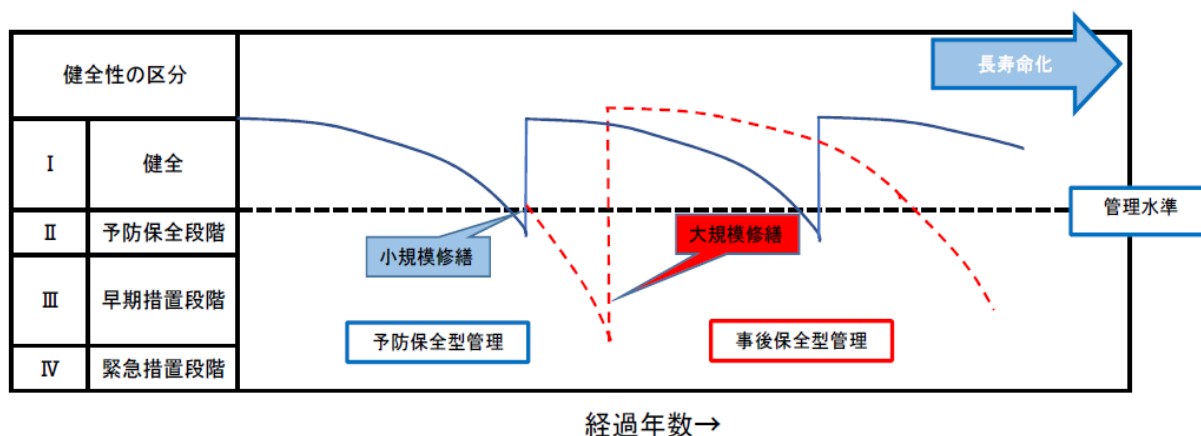 健全性の区分
長寿命化
Ⅰ 健全
管理水準
Ⅱ 予防保全段階
小規模修繕
大規模修繕
Ⅲ 早期措置段階
予防保全型管理
事後保全型管理
Ⅳ 緊急措置段階
経過年数→